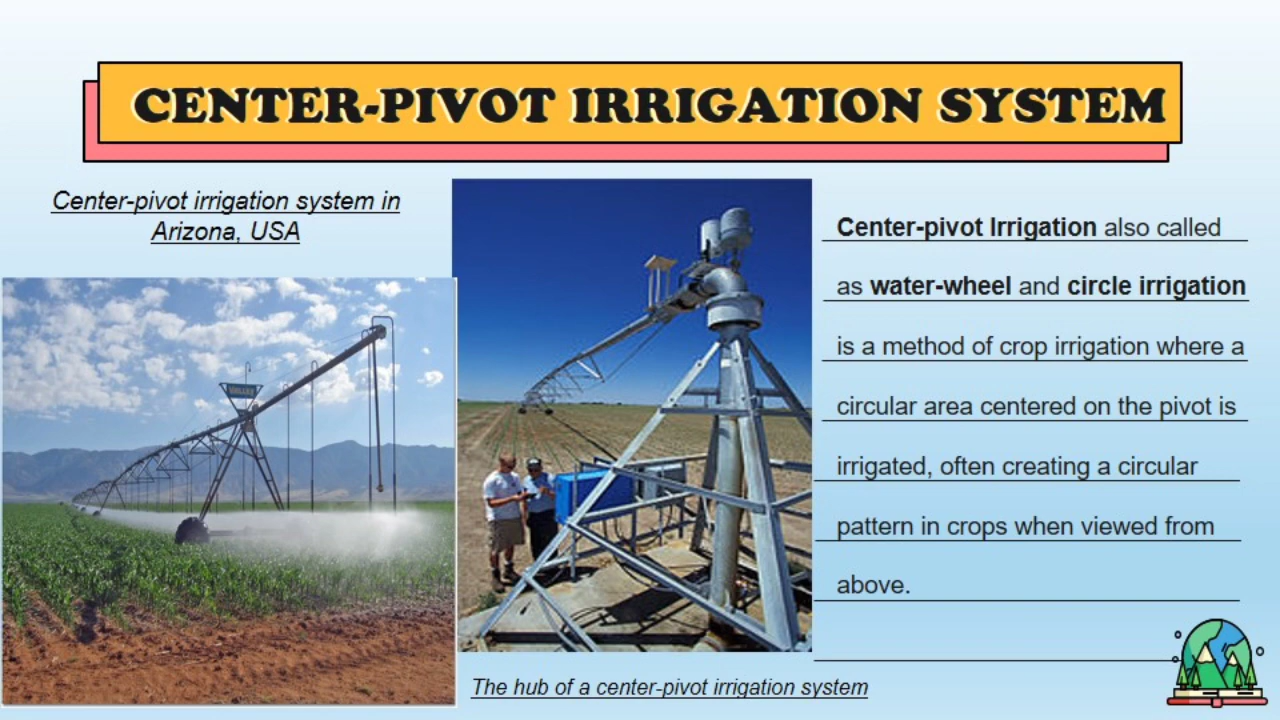 CENTER-PIVOT IRRIGATION SYSTEM
Center-pivot irrigation system in
Arizona, USA
Center-pivot Irrigation also called
as water-wheel and circle irrigation
is a method of crop irrigation where a
circular area centered on the pivot is
irrigated, often creating a circular
pattern in crops when viewed from
above.
The hub of a center-pivot irrigation system